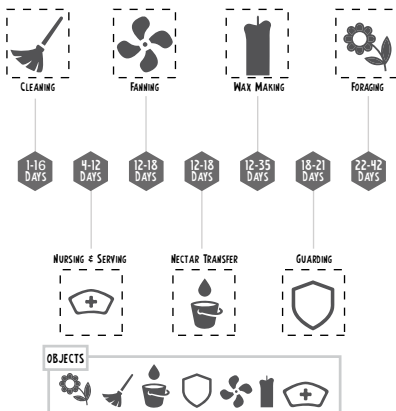 Cleaning
Fanning
Wax Making
Foraging
1-16 DAYS
4-12 DAYS
12-18 DAYS
12-18 DAYS
12-35 DAYS
18-21 DAYS
22-42 DAYS
Nursing & Serving
Nectar Transfer
Guarding
OBJECTS